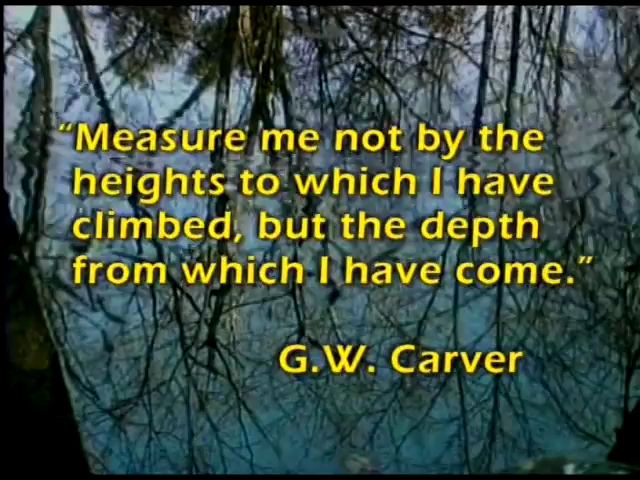 “Measure me not by the
heights to which I have
climbed, but the depth
from which I have come.”
G.W. Carver